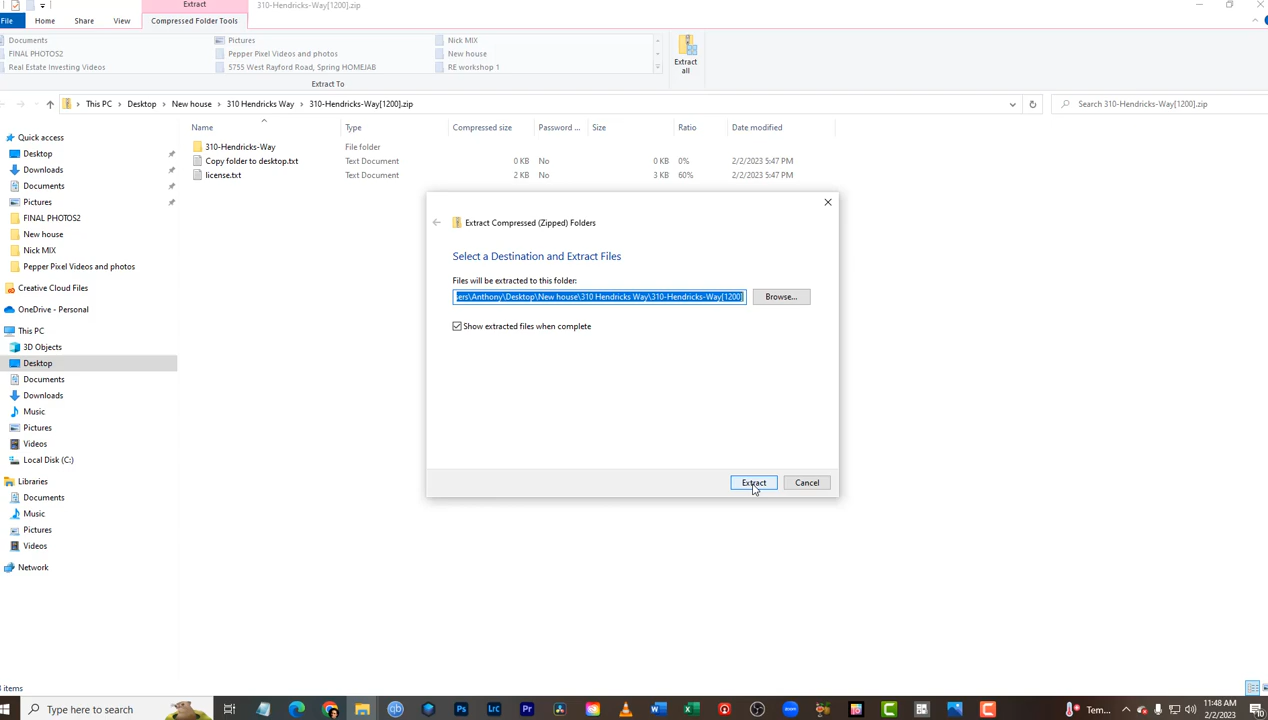 Extract
310-Hendricks-Way[1200].zip
File
Home
Share
View
Compressed Folder Tools
Documents
Pictures
Nick MIX
FINAL PHOTOS2
Pepper Pixel Videos and photos
New house
Real Estate Investing Videos
5755 West Rayford Road, Spring HOMEJAB
RE workshop 1
Extract
all
Extract To
This PC > Desktop > New house > 310 Hendricks Way > 310-Hendricks-Way[1200].zip
Search 310-Hendricks-Way[1200].zip
Name
Type
Compressed size
Password ...
Size
Ratio
Date modified
310-Hendricks-Way
File folder
Copy folder to desktop.txt
Text Document
0 KB
No
0 KB
0%
2/2/2023 5:47 PM
license.txt
Text Document
2 KB
No
3 KB
60%
2/2/2023 5:47 PM
Quick access
Desktop
Downloads
Documents
Pictures
FINAL PHOTOS2
New house
Nick MIX
Pepper Pixel Videos and photos
Creative Cloud Files
OneDrive - Personal
This PC
3D Objects
Desktop
Documents
Downloads
Music
Pictures
Videos
Local Disk (C:)
Libraries
Documents
Music
Pictures
Videos
Network
Extract Compressed (Zipped) Folders
Select a Destination and Extract Files
Files will be extracted to this folder:
sers\Anthony\Desktop\New house\310 Hendricks Way\310-Hendricks-Way[1200]
Browse...
Show extracted files when complete
Extract
Cancel
items
Type here to search
Tem...
11:48 AM
2/2/2023